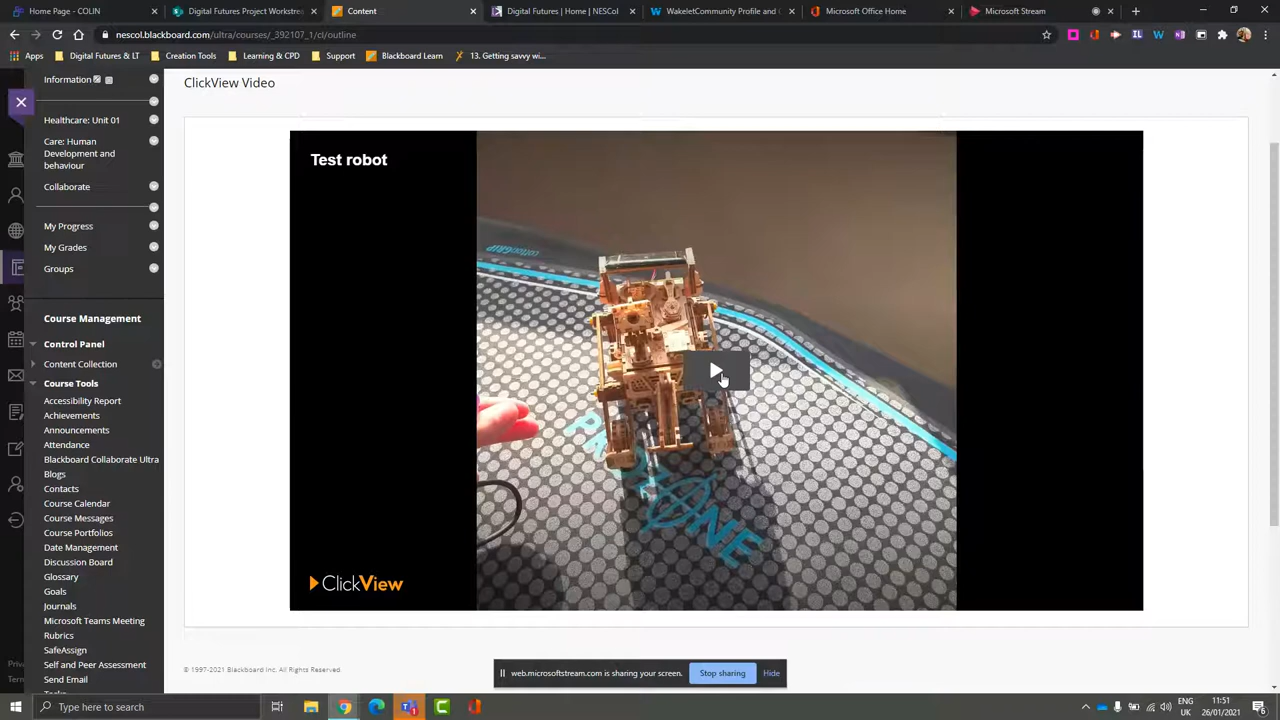 Home Page - COLIN
Digital Futures Project Workstre
Content
Digital Futures | Home | NESCol
WakeletCommunity Profile and C
Microsoft Office Home
Microsoft Stream
nescol.blackboard.com/ultra/courses/_392107_1/cl/outline
Apps
Digital Futures & LT
Creation Tools
Learning & CPD
Support
Blackboard Learn
13. Getting savvy wi...
Information
ClickView Video
Healthcare: Unit 01
Care: Human
Development and
behaviour
Collaborate
My Progress
My Grades
Groups
Course Management
Control Panel
Content Collection
Course Tools
Accessibility Report
Achievements
Announcements
Attendance
Blackboard Collaborate Ultra
Blogs
Contacts
Course Calendar
Course Messages
Course Portfolios
Date Management
Discussion Board
Glossary
Goals
Journals
Microsoft Teams Meeting
Rubrics
SafeAssign
Self and Peer Assessment
Send Email
Priva
Term
Test robot
ClickView
© 1997-2021 Blackboard Inc. All Rights Reserved.
web.microsoftstream.com is sharing your screen.
Stop sharing
Hide
Type here to search
ENG
UK
11:51
26/01/2021